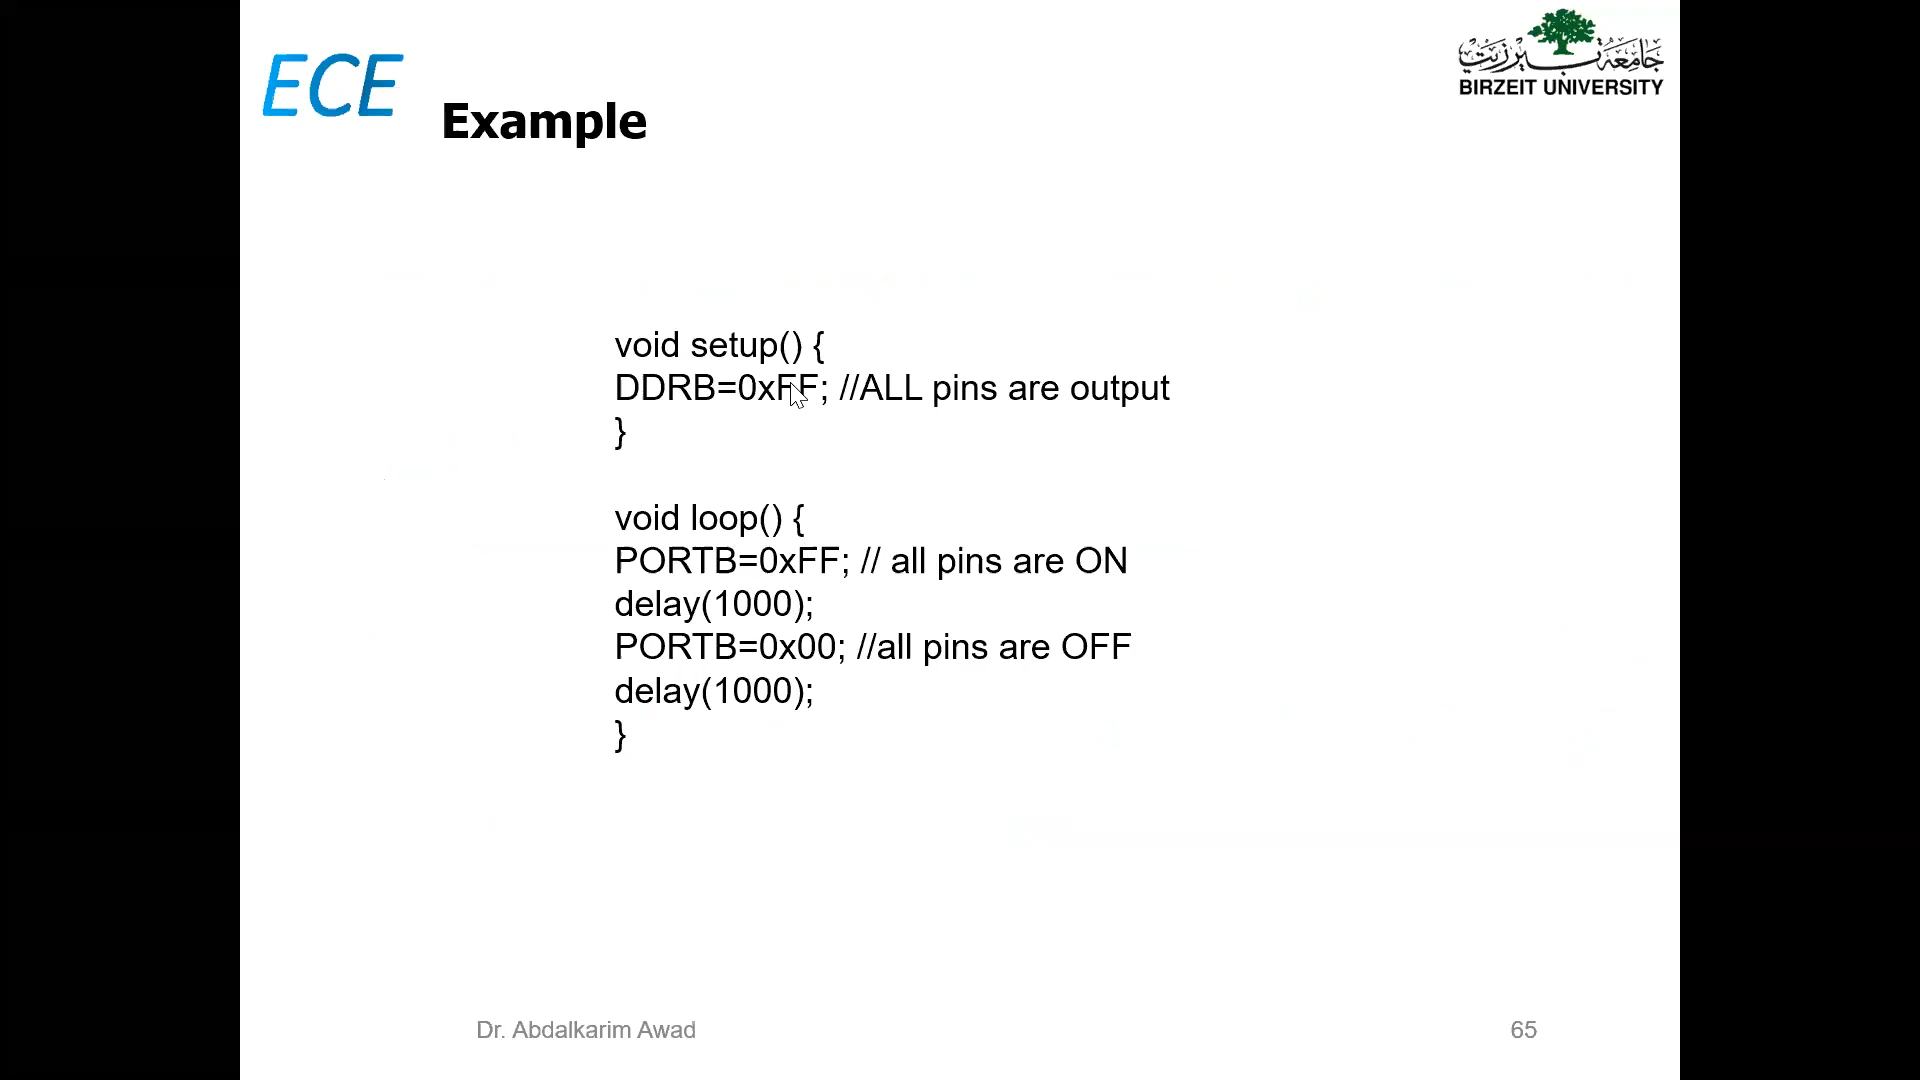 ECE
جامعة بيرزيت
BIRZEIT UNIVERSITY
Example
void setup() {
DDRB=0xFF; //ALL pins are output
}
void loop() {
PORTB=0xFF; // all pins are ON
delay(1000);
PORTB=0x00; //all pins are OFF
delay(1000);
}
Dr. Abdalkarim Awad
65